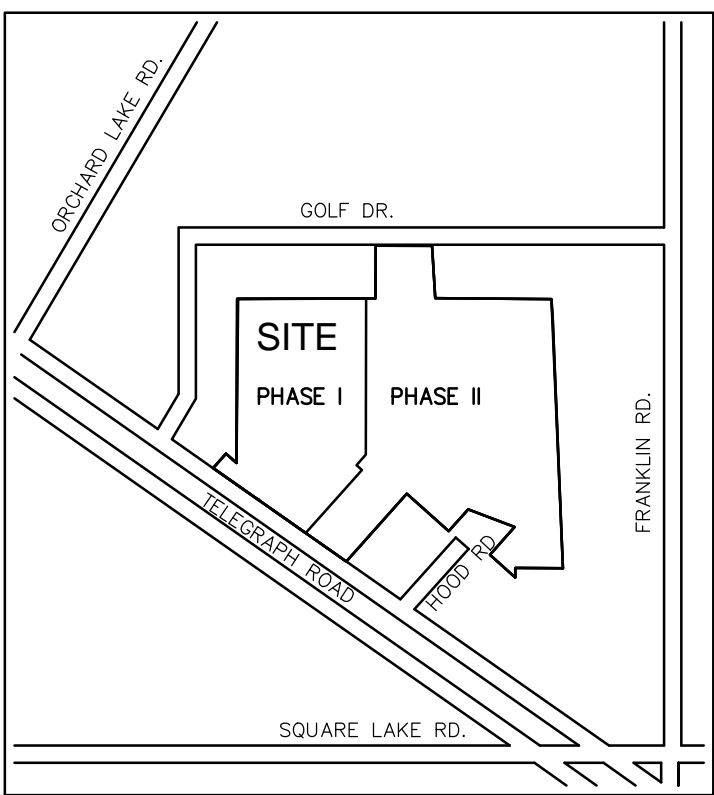 ORCHARD LAKE RD.
GOLF DR.
SITE
PHASE I
PHASE II
FRANKLIN RD.
TELEGRAPH ROAD
HOOD RD
SQUARE LAKE RD.